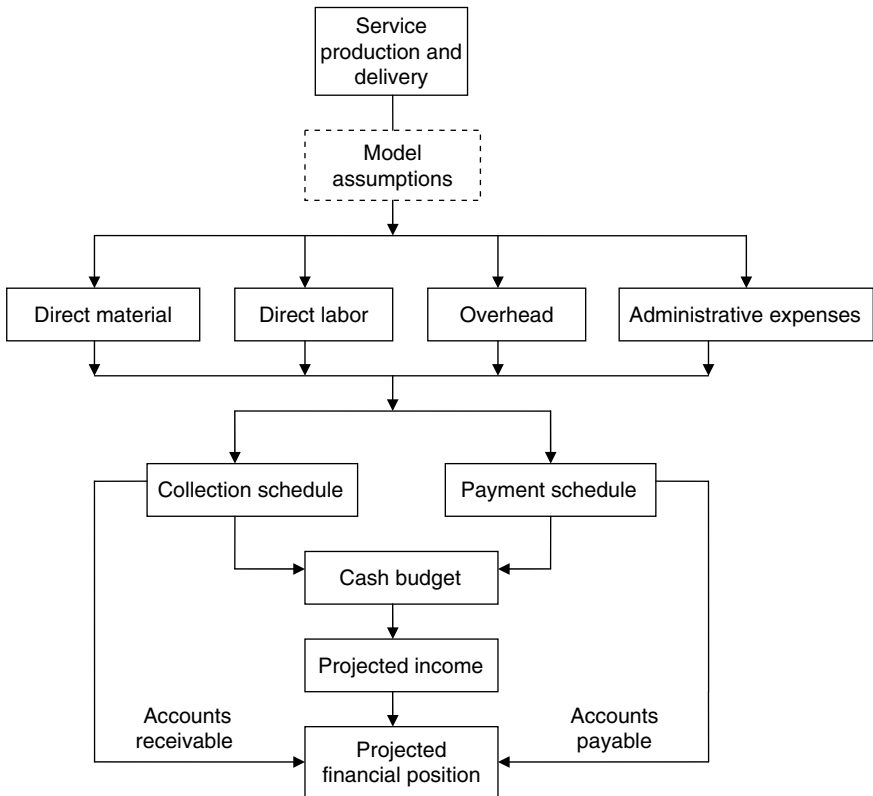 Service
production and
delivery
Model
assumptions
Direct material
Direct labor
Overhead
Administrative expenses
Collection schedule
Payment schedule
Cash budget
Projected income
Accounts
receivable
Accounts
payable
Projected
financial position